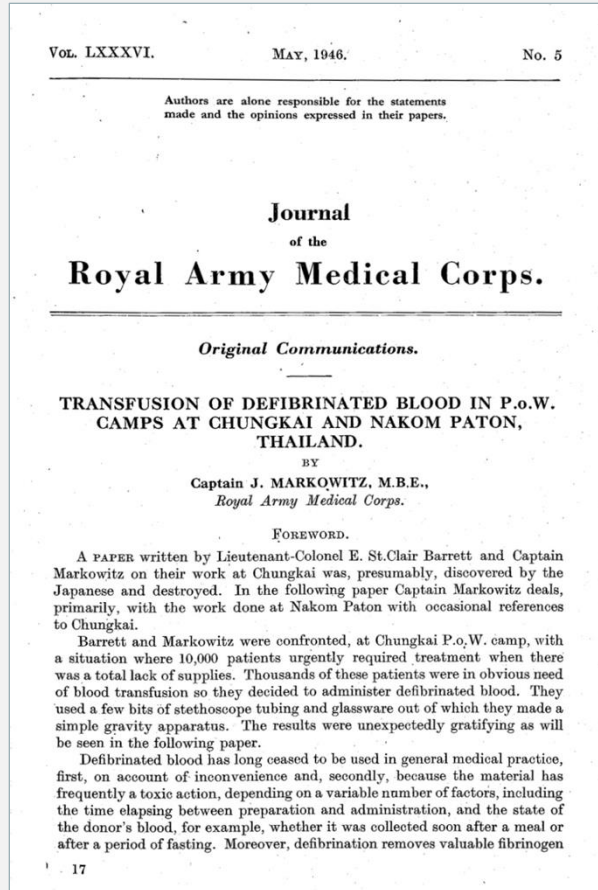 VOL. LXXXVI. MAY, 1946. No. 5
Authors are alone responsible for the statements
made and the opinions expressed in their papers.
Journal
of the
Royal Army Medical Corps.
Original Communications.
TRANSFUSION OF DEFIBRINATED BLOOD IN P.o.W.
CAMPS AT CHUNGKAI AND NAKOM PATON,
THAILAND.
BY
Captain J. MARKOWITZ, M.B.E.,
Royal Army Medical Corps.
FOREWORD.
A PAPER written by Lieutenant-Colonel E. St.Clair Barrett and Captain
Markowitz on their work at Chungkai was, presumably, discovered by the
Japanese and destroyed. In the following paper Captain Markowitz deals,
primarily, with the work done at Nakom Paton with occasional references
to Chungkai.
Barrett and Markowitz were confronted, at Chungkai P.o.W. camp, with
a situation where 10,000 patients urgently required treatment when there
was a total lack of supplies. Thousands of these patients were in obvious need
of blood transfusion so they decided to administer defibrinated blood. They
used a few bits of stethoscope tubing and glassware out of which they made a
simple gravity apparatus. The results were unexpectedly gratifying as will
be seen in the following paper.
Defibrinated blood has long ceased to be used in general medical practice,
first, on account of inconvenience and, secondly, because the material has
frequently a toxic action, depending on a variable number of factors, including
the time elapsing between preparation and administration, and the state of
the donor's blood, for example, whether it was collected soon after a meal or
after a period of fasting. Moreover, defibrination removes valuable fibrinogen
17